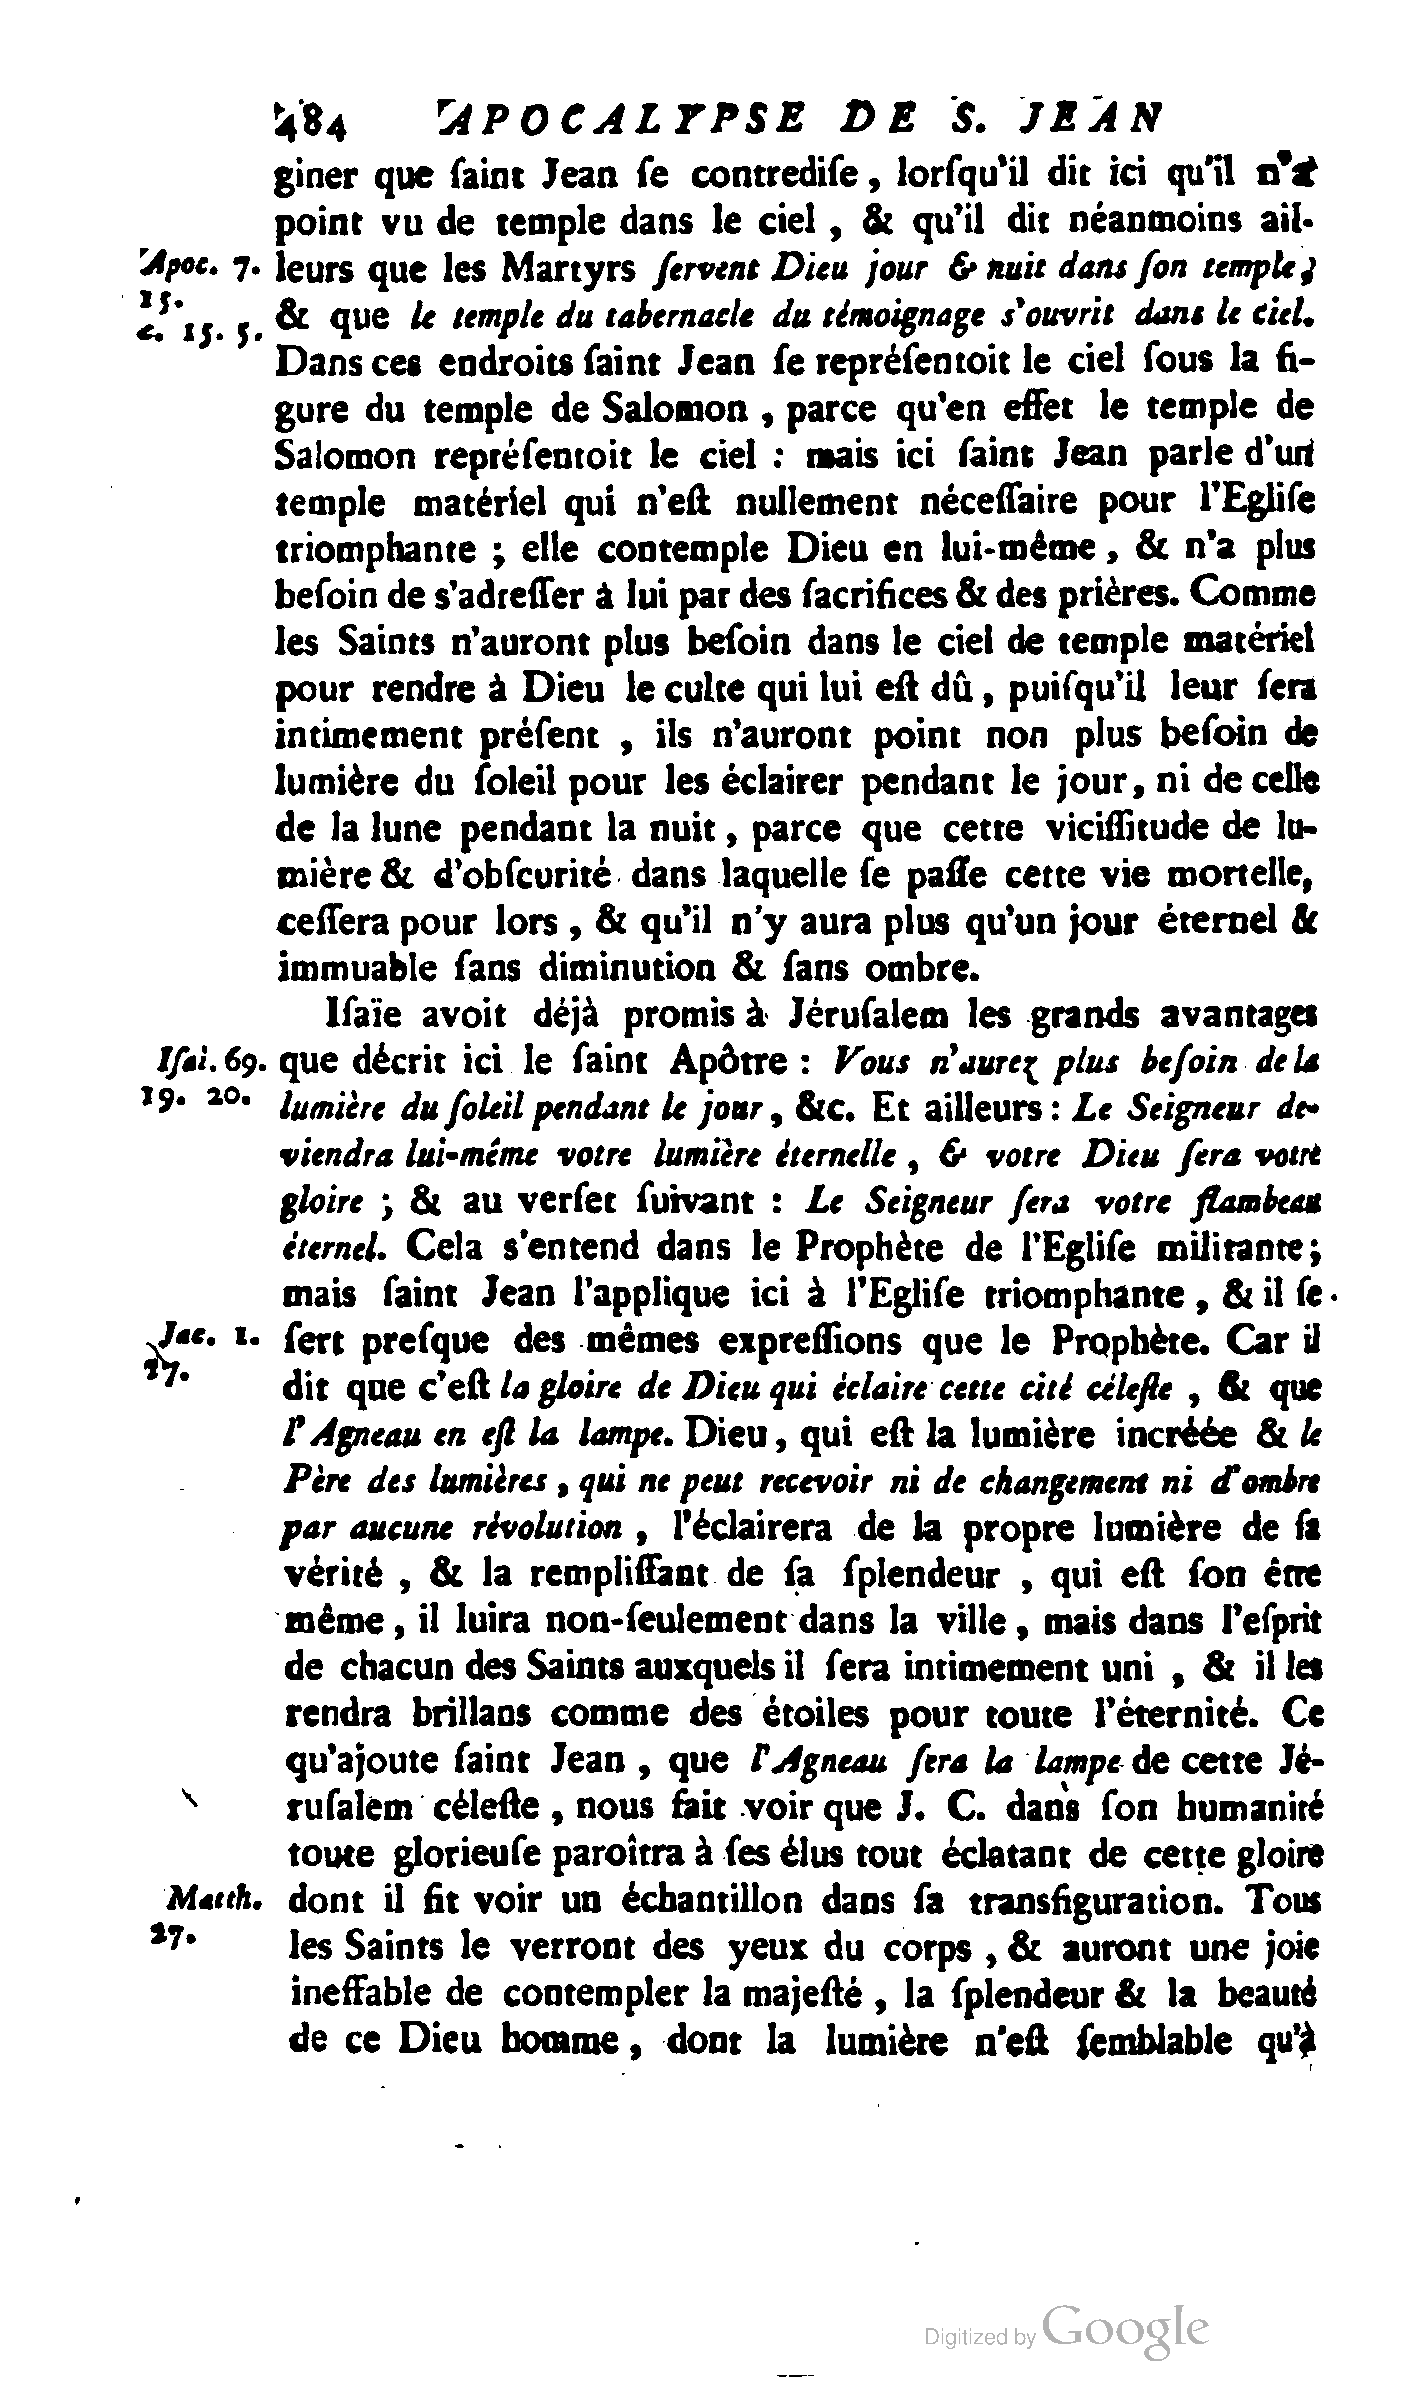 484 APOCALYPSE DE S. JEAN
giner que ſaint Jean ſe contrediſe, lorſqu'il dit ici qu'il n'a
point vu de temple dans le ciel, & qu'il dit néanmoins ail-
Apoc. 7. leurs que les Martyrs ſervent Dieu jour & nuit dans ſon temple;
15.
c. 15. 5. & que le temple du tabernacle du témoignage s'ouvrit dans le ciel.
Dans ces endroits ſaint Jean ſe repréſentoit le ciel ſous la fi-
gure du temple de Salomon, parce qu'en effet le temple de
Salomon repréſentoit le ciel : mais ici ſaint Jean parle d'un
temple matériel qui n'eſt nullement néceſſaire pour l'Egliſe
triomphante ; elle contemple Dieu en lui-même, & n'a plus
beſoin de s'adreſſer à lui par des ſacrifices & des prières. Comme
les Saints n'auront plus beſoin dans le ciel de temple matériel
pour rendre à Dieu le culte qui lui eſt dû, puiſqu'il leur ſera
intimement préſent, ils n'auront point non plus beſoin de
lumière du ſoleil pour les éclairer pendant le jour, ni de celle
de la lune pendant la nuit, parce que cette viciſſitude de lu-
mière & d'obſcurité dans laquelle ſe paſſe cette vie mortelle,
ceſſera pour lors, & qu'il n'y aura plus qu'un jour éternel &
immuable ſans diminution & ſans ombre.
Iſaïe avoit déjà promis à Jéruſalem les grands avantages
Iſai. 69. que décrit ici le ſaint Apôtre : Vous n'aurez plus beſoin de la
19. 20. lumière du ſoleil pendant le jour, &c. Et ailleurs : Le Seigneur de-
viendra lui-même votre lumière éternelle, & votre Dieu ſera votre
gloire ; & au verſet ſuivant : Le Seigneur ſera votre flambeau
éternel. Cela s'entend dans le Prophète de l'Egliſe militante;
mais ſaint Jean l'applique ici à l'Egliſe triomphante, & il ſe
Jac. 1. ſert preſque des mêmes expreſſions que le Prophète. Car il
17. dit que c'eſt la gloire de Dieu qui éclaire cette cité céleſte, & que
l'Agneau en eſt la lampe. Dieu, qui eſt la lumière incréée & le
Père des lumières, qui ne peut recevoir ni de changement ni d'ombre
par aucune révolution, l'éclairera de la propre lumière de ſa
vérité, & la rempliſſant de ſa ſplendeur, qui eſt ſon être
même, il luira non-ſeulement dans la ville, mais dans l'eſprit
de chacun des Saints auxquels il ſera intimement uni, & il les
rendra brillans comme des étoiles pour toute l'éternité. Ce
qu'ajoute ſaint Jean, que l'Agneau ſera la lampe de cette Jé-
ruſalem céleſte, nous fait voir que J. C. dans ſon humanité
toute glorieuſe paroîtra à ſes élus tout éclatant de cette gloire
Matth. dont il fit voir un échantillon dans ſa transfiguration. Tous
27. les Saints le verront des yeux du corps, & auront une joie
ineffable de contempler la majeſté, la ſplendeur & la beauté
de ce Dieu homme, dont la lumière n'eſt ſemblable qu'à
Digitized by Google